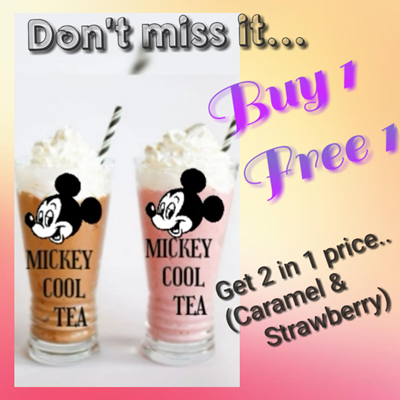 Don't miss it...
Buy 1
Free 1
MICKEY
COOL
TEA
MICKEY
COOL
TEA
Get 2 in 1 price..
(Caramel &
Strawberry)